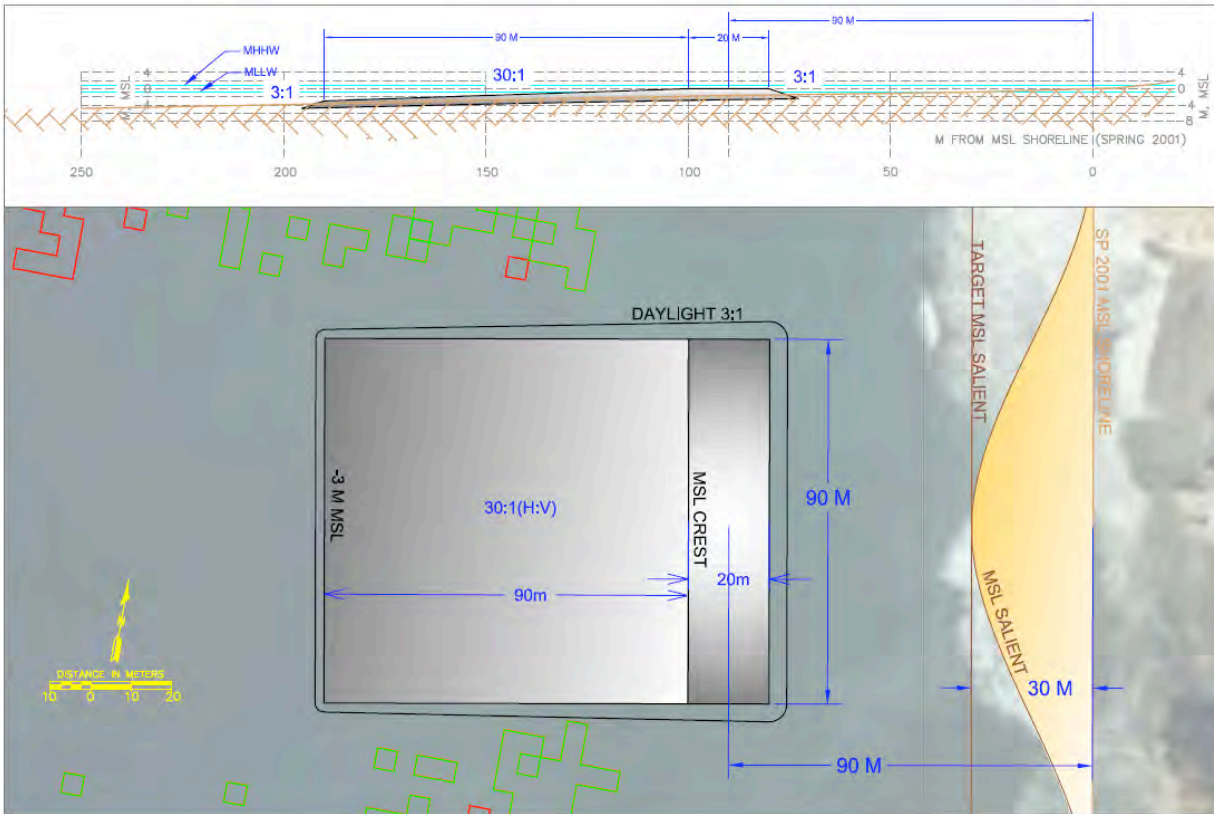 90 M
90 M
20 M
MHHW
MLLW
4
0
4
M, MSL
3:1
30:1
3:1
4
0
4
8
M, MSL
M FROM MSL SHORELINE (SPRING 2001)
250
200
150
100
50
0
DAYLIGHT 3:1
TARGET MSL SALIENT
SP 2001 MSL SHORELINE
-3 M MSL
30:1(H:V)
MSL CREST
90 M
20m
90m
MSL SALIENT
30 M
90 M
DISTANCE IN METERS
10 0 10 20